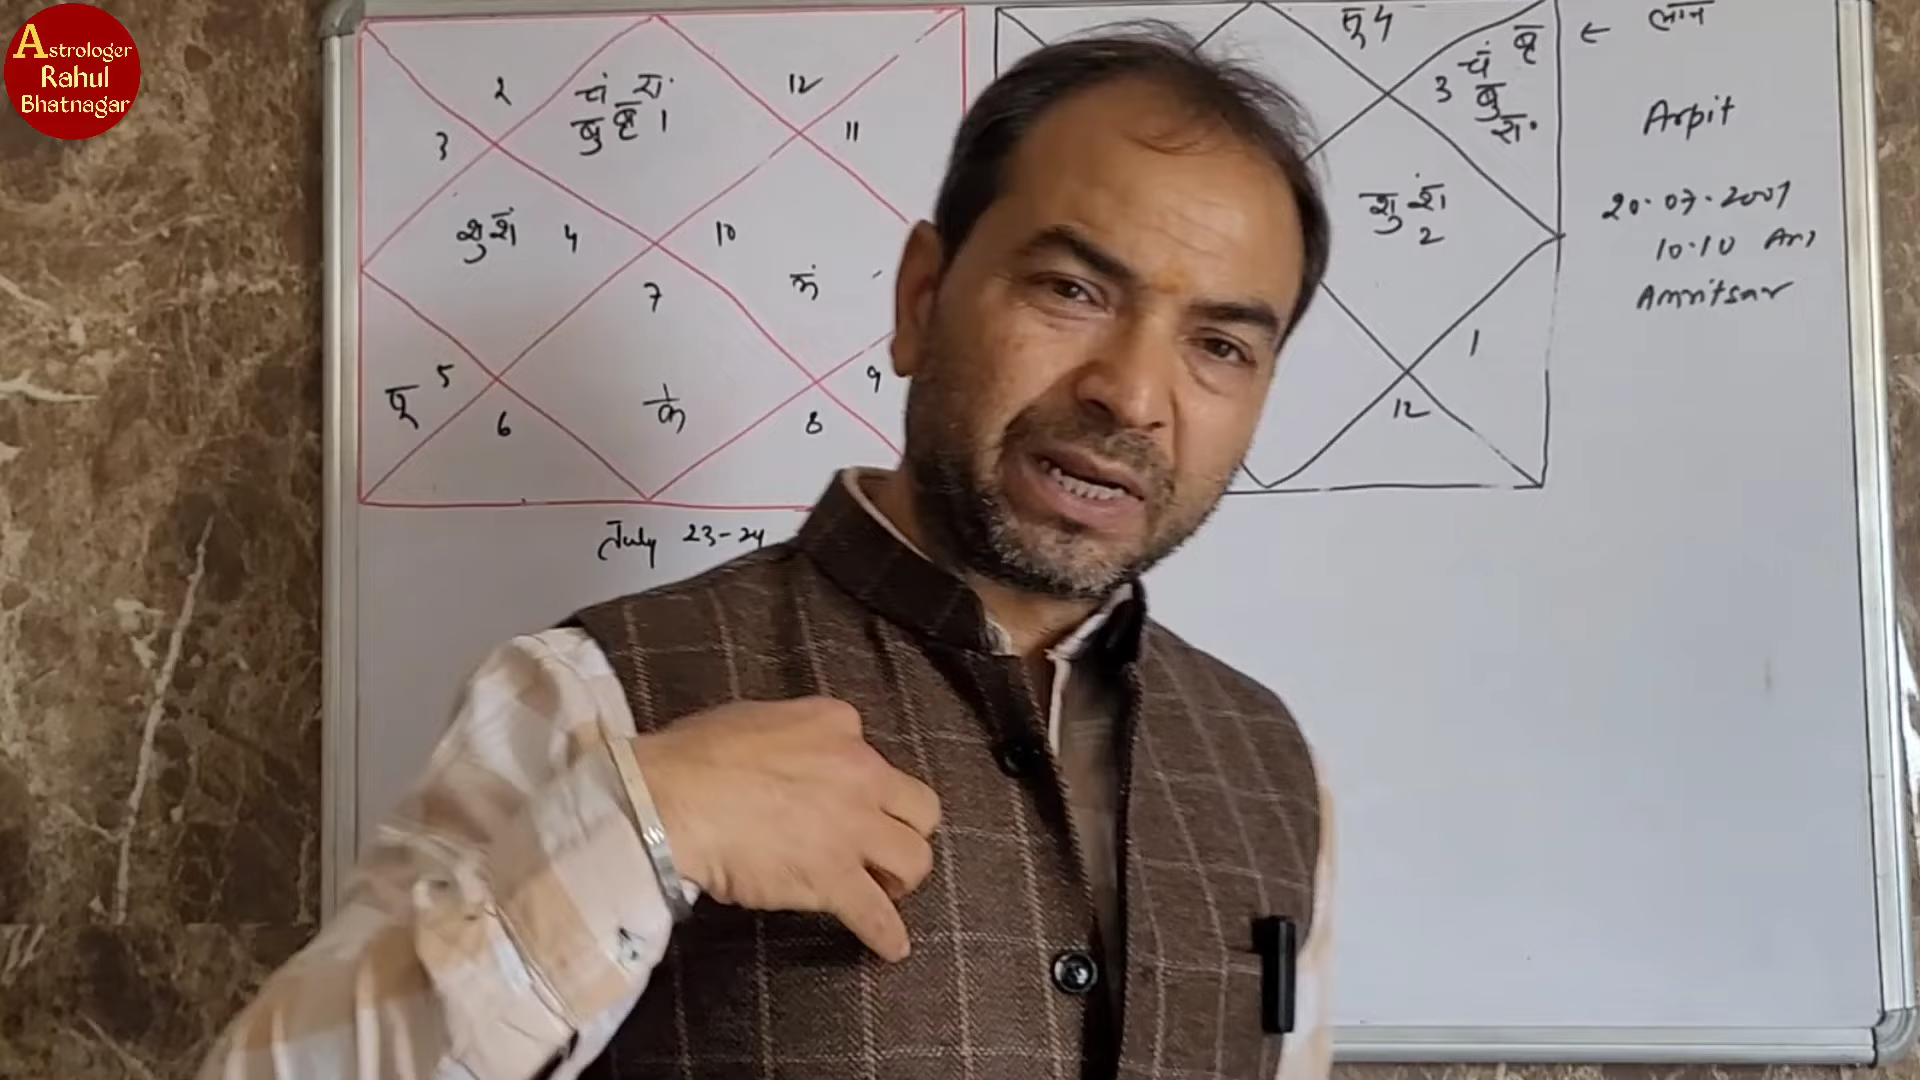 Astrologer
Rahul
Bhatnagar
2
चं रा
बु बृ 1
12
3
11
शु श 4
10
7
कं
5
सू
6
के
8
9
July 23-24
सू 4
बृ
← लग्न
3 चं
बु
रा
शु श
2
1
12
Arpit
20.07.2001
10.10 Am
Amritsar